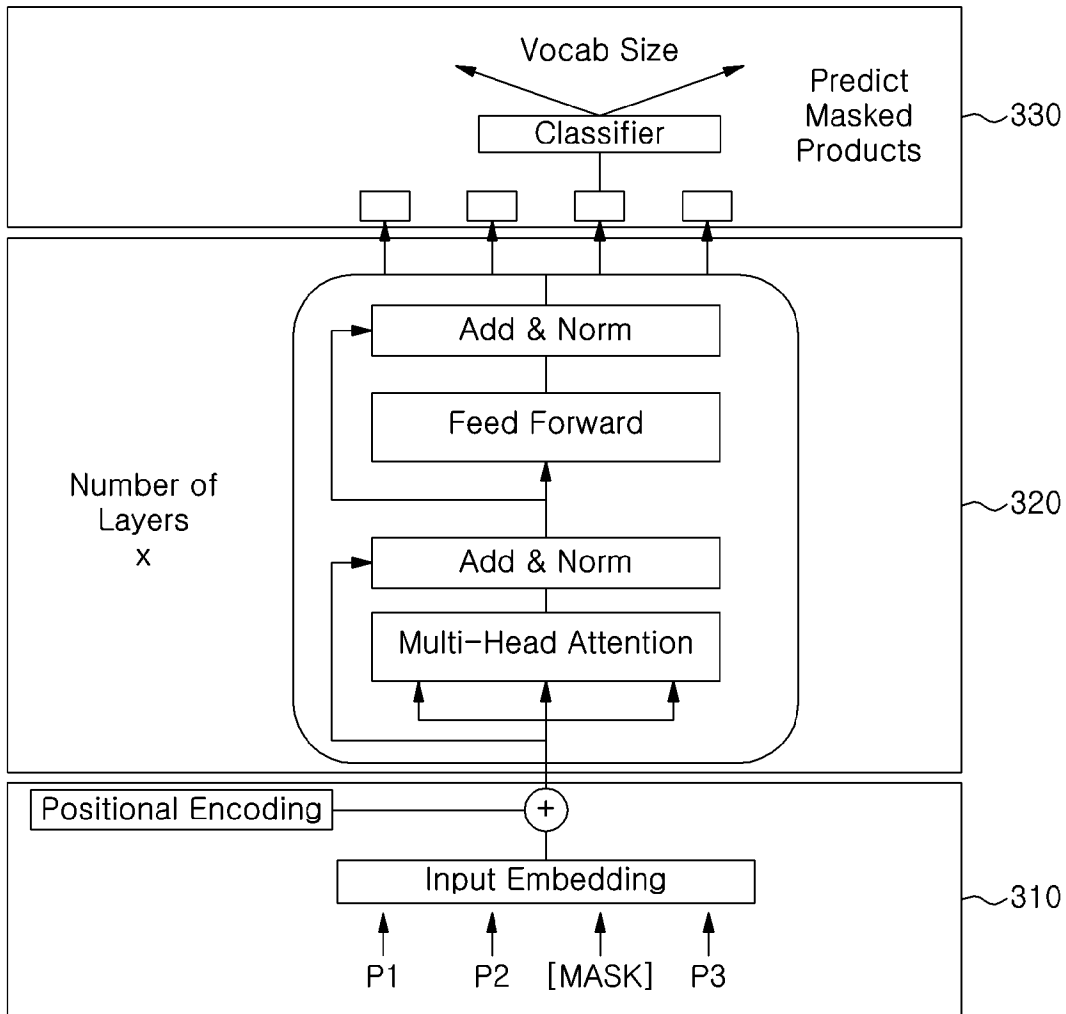 Vocab Size
Predict
Masked
Products
330
Classifier
Add & Norm
Feed Forward
Number of
Layers
x
320
Add & Norm
Multi-Head Attention
Positional Encoding
+
Input Embedding
310
P1 P2 [MASK] P3